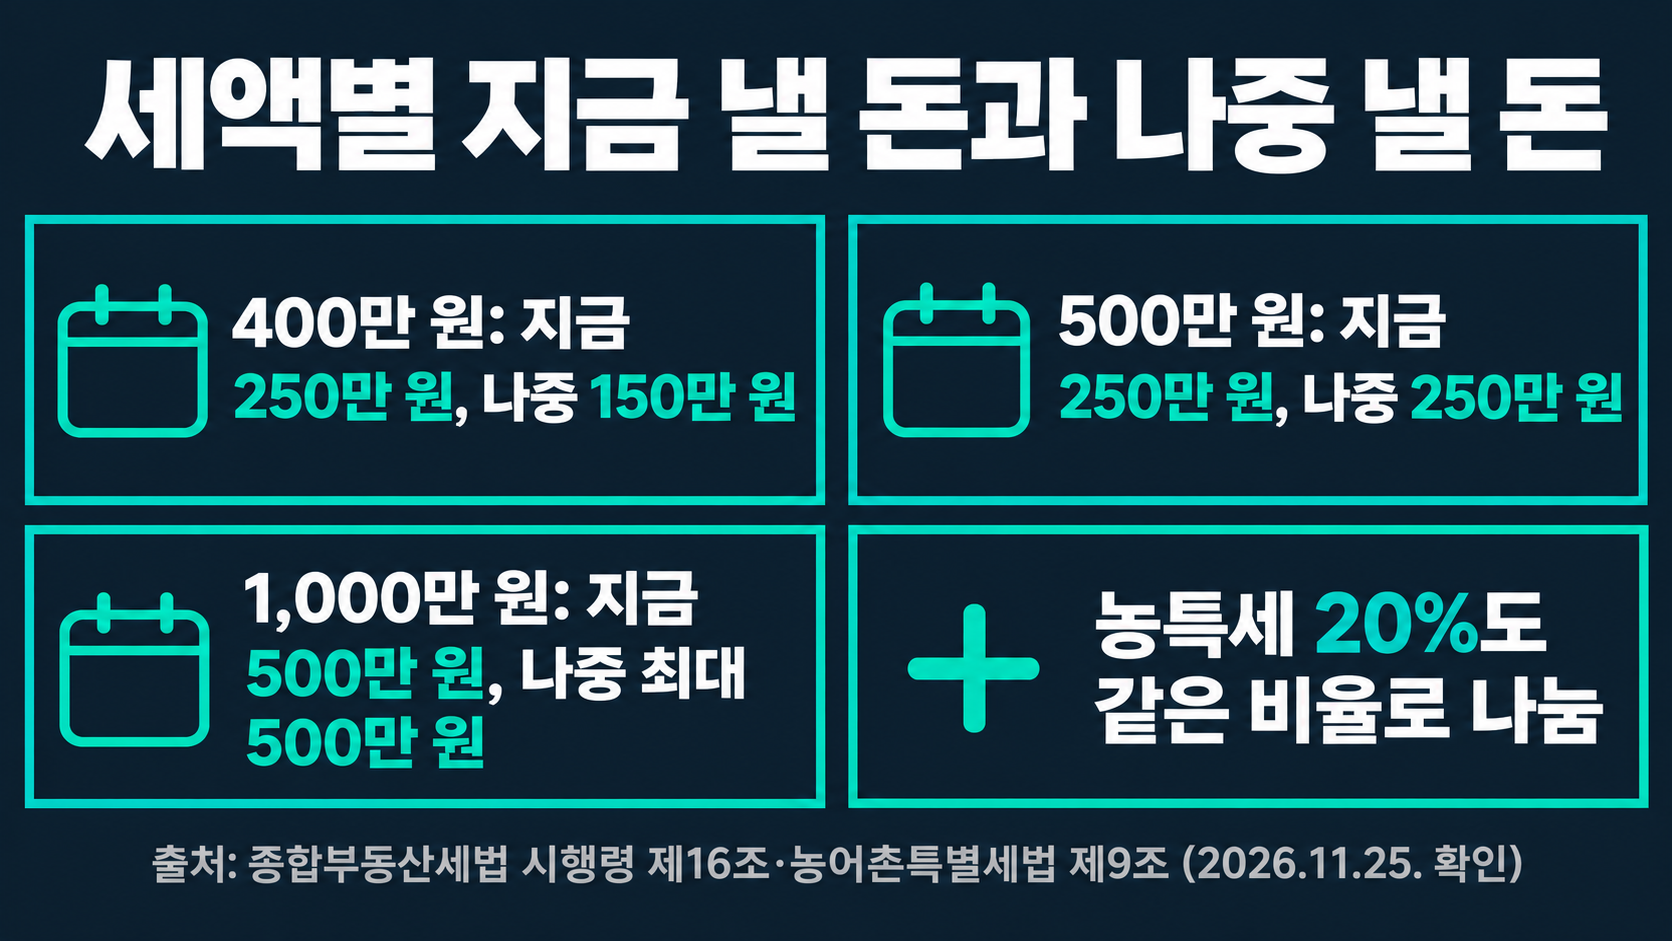 세액별 지금 낼 돈과 나중 낼 돈
400만 원: 지금
250만 원, 나중 150만 원
500만 원: 지금
250만 원, 나중 250만 원
1,000만 원: 지금
500만 원, 나중 최대
500만 원
농특세 20%도
같은 비율로 나눔
출처: 종합부동산세법 시행령 제16조·농어촌특별세법 제9조 (2026.11.25. 확인)